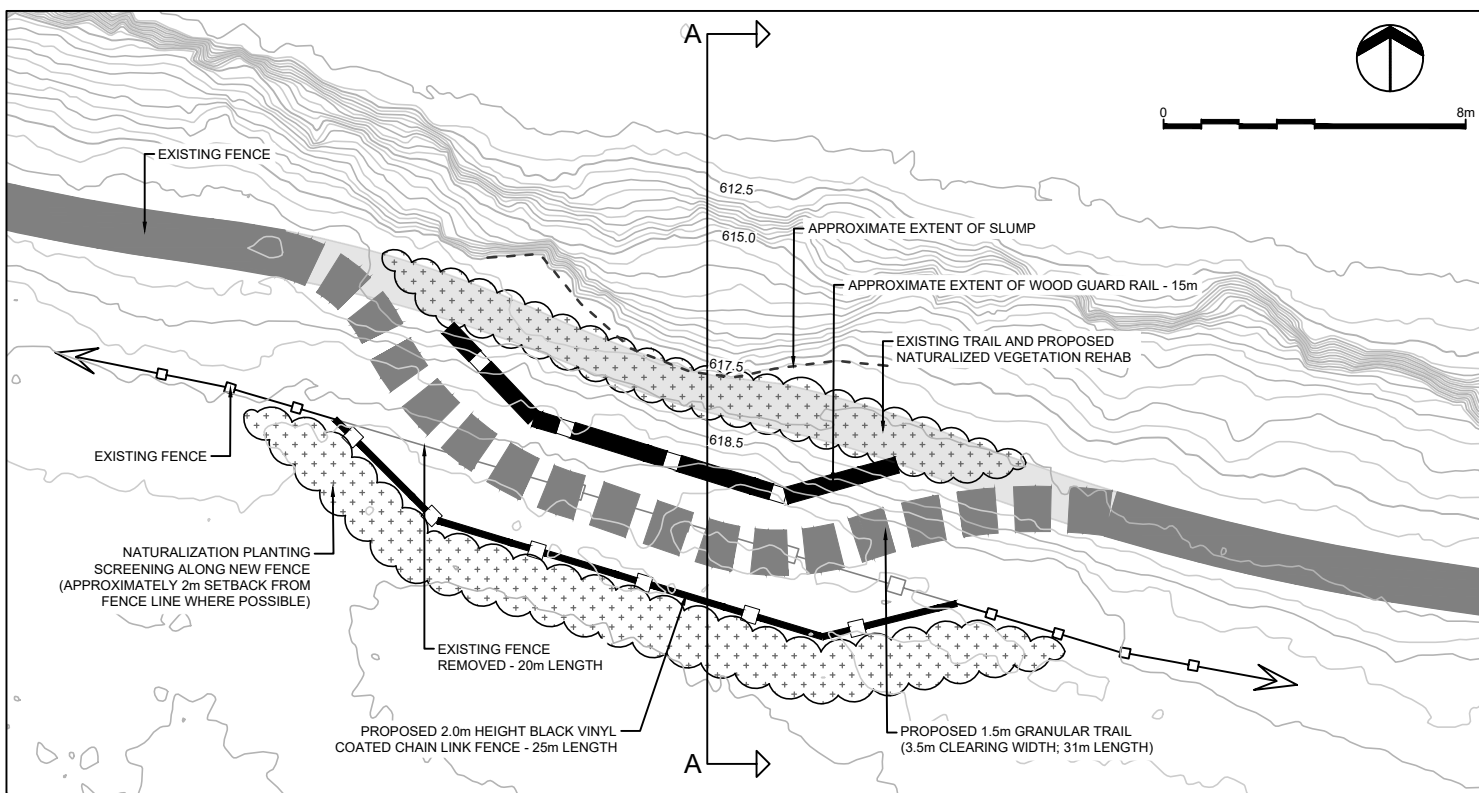 A
0
8m
EXISTING FENCE
612.5
615.0
APPROXIMATE EXTENT OF SLUMP
APPROXIMATE EXTENT OF WOOD GUARD RAIL - 15m
EXISTING TRAIL AND PROPOSED
NATURALIZED VEGETATION REHAB
617.5
618.5
EXISTING FENCE
NATURALIZATION PLANTING
SCREENING ALONG NEW FENCE
(APPROXIMATELY 2m SETBACK FROM
FENCE LINE WHERE POSSIBLE)
EXISTING FENCE
REMOVED - 20m LENGTH
PROPOSED 2.0m HEIGHT BLACK VINYL
COATED CHAIN LINK FENCE - 25m LENGTH
PROPOSED 1.5m GRANULAR TRAIL
(3.5m CLEARING WIDTH; 31m LENGTH)
A